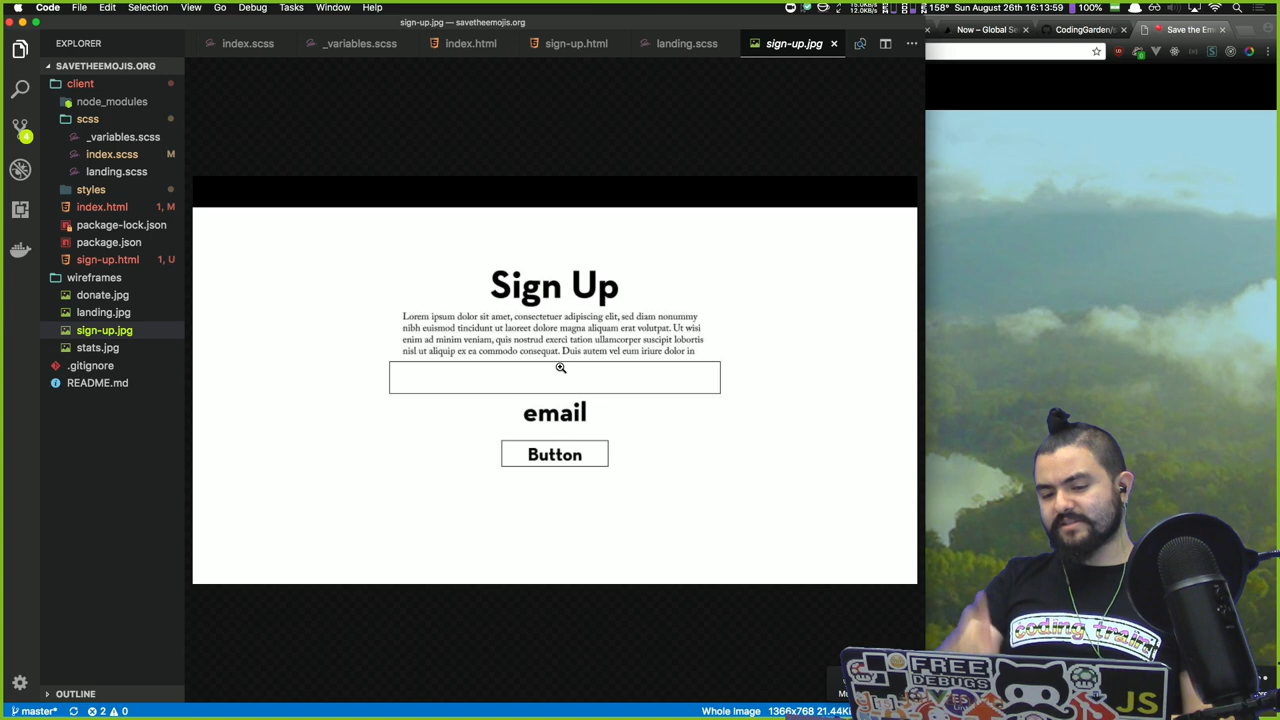 Code File Edit Selection View Go Debug Tasks Window Help
158° Sun August 26th 16:13:59 100%
sign-up.jpg — savetheemojis.org
EXPLORER
index.scss
_variables.scss
index.html
sign-up.html
landing.scss
sign-up.jpg
Now – Global Se
CodingGarden/
Save the Em
SAVETHEEMOJIS.ORG
client
node_modules
scss
_variables.scss
index.scss M
landing.scss
styles
index.html 1, M
package-lock.json
package.json
sign-up.html 1, U
wireframes
donate.jpg
landing.jpg
sign-up.jpg
stats.jpg
.gitignore
README.md
4
Sign Up
Lorem ipsum dolor sit amet, consectetuer adipiscing elit, sed diam nonummy
nibh euismod tincidunt ut laoreet dolore magna aliquam erat volutpat. Ut wisi
enim ad minim veniam, quis nostrud exerci tation ullamcorper suscipit lobortis
nisl ut aliquip ex ea commodo consequat. Duis autem vel eum iriure dolor in
email
Button
coding train
FREE
DEBUGS
JS
OUTLINE
master* 2 0
Whole Image 1366x768 21.44K